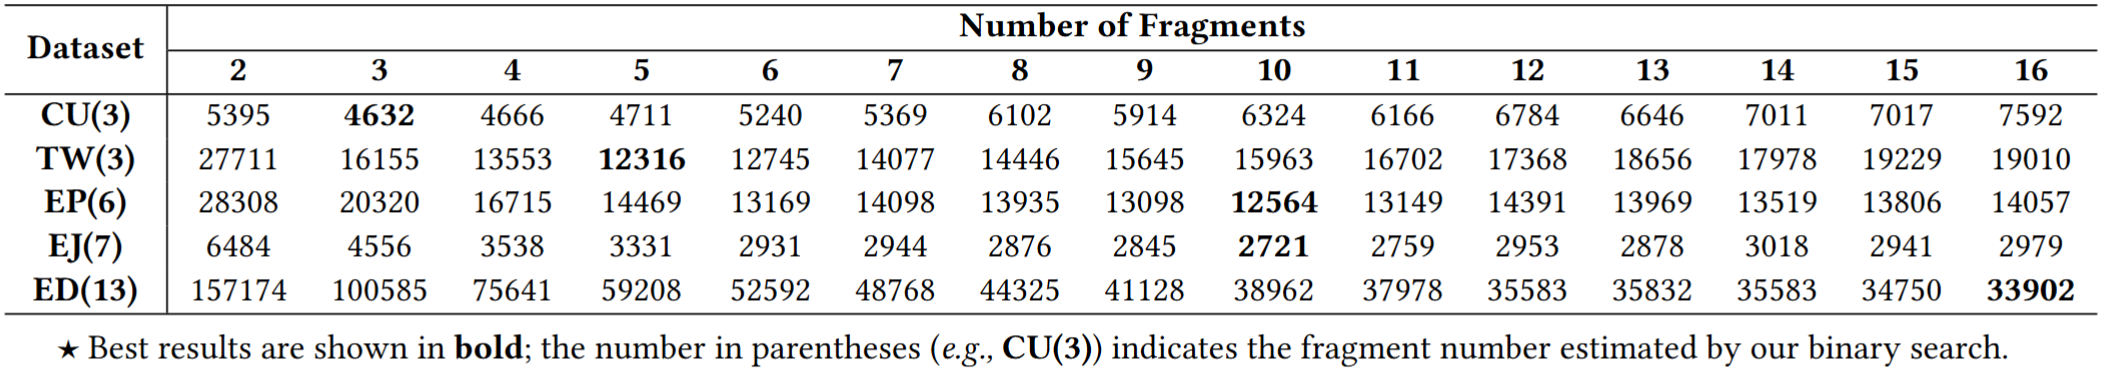 Dataset Number of Fragments
2 3 4 5 6 7 8 9 10 11 12 13 14 15 16
CU(3) 5395 4632 4666 4711 5240 5369 6102 5914 6324 6166 6784 6646 7011 7017 7592
TW(3) 27711 16155 13553 12316 12745 14077 14446 15645 15963 16702 17368 18656 17978 19229 19010
EP(6) 28308 20320 16715 14469 13169 14098 13935 13098 12564 13149 14391 13969 13519 13806 14057
EJ(7) 6484 4556 3538 3331 2931 2944 2876 2845 2721 2759 2953 2878 3018 2941 2979
ED(13) 157174 100585 75641 59208 52592 48768 44325 41128 38962 37978 35583 35832 35583 34750 33902
★ Best results are shown in bold; the number in parentheses (e.g., CU(3)) indicates the fragment number estimated by our binary search.